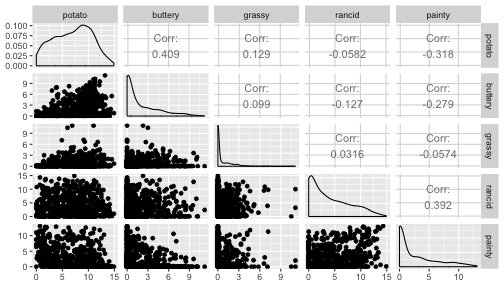 potato buttery grassy rancid painty
0.100
0.075
0.050
0.025
0.000
Corr:
0.409
Corr:
0.129
Corr:
-0.0582
Corr:
-0.318
potato
9
6
3
0
Corr:
0.099
Corr:
-0.127
Corr:
-0.279
buttery
9
6
3
0
Corr:
0.0316
Corr:
-0.0574
grassy
15
10
5
0
Corr:
0.392
rancid
10
5
0
painty
0 5 10 15 0 3 6 9 0 3 6 9 0 5 10 15 0 5 10